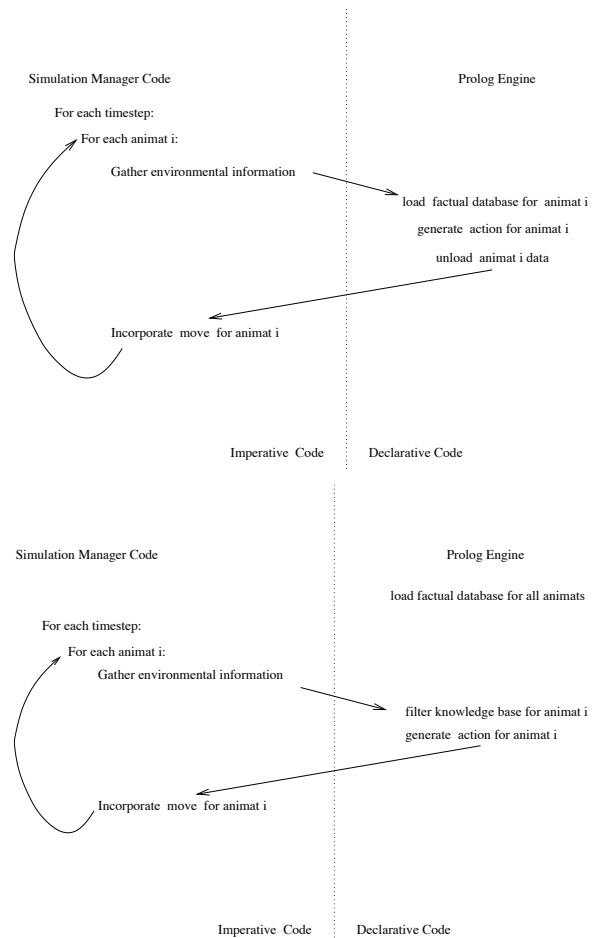 Simulation Manager Code
Prolog Engine
For each timestep:
For each animat i:
Gather environmental information
load factual database for animat i
generate action for animat i
unload animat i data
Incorporate move for animat i
Imperative Code
Declarative Code
Simulation Manager Code
Prolog Engine
load factual database for all animats
For each timestep:
For each animat i:
Gather environmental information
filter knowledge base for animat i
generate action for animat i
Incorporate move for animat i
Imperative Code
Declarative Code